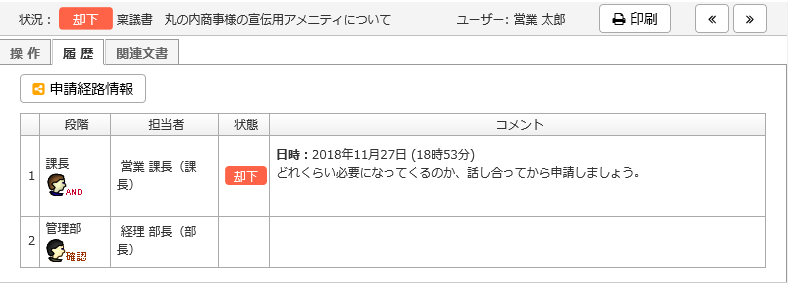 状況： 却下 稟議書 丸の内商事様の宣伝用アメニティについて ユーザー: 営業 太郎 印刷 « »
操 作 履 歴 関連文書
申請経路情報
段階 担当者 状態 コメント
1 課長 AND 営業 課長（課長） 却下
日時：2018年11月27日 (18時53分)
どれくらい必要になってくるのか、話し合ってから申請しましょう。
2 管理部 確認 経理 部長（部長）